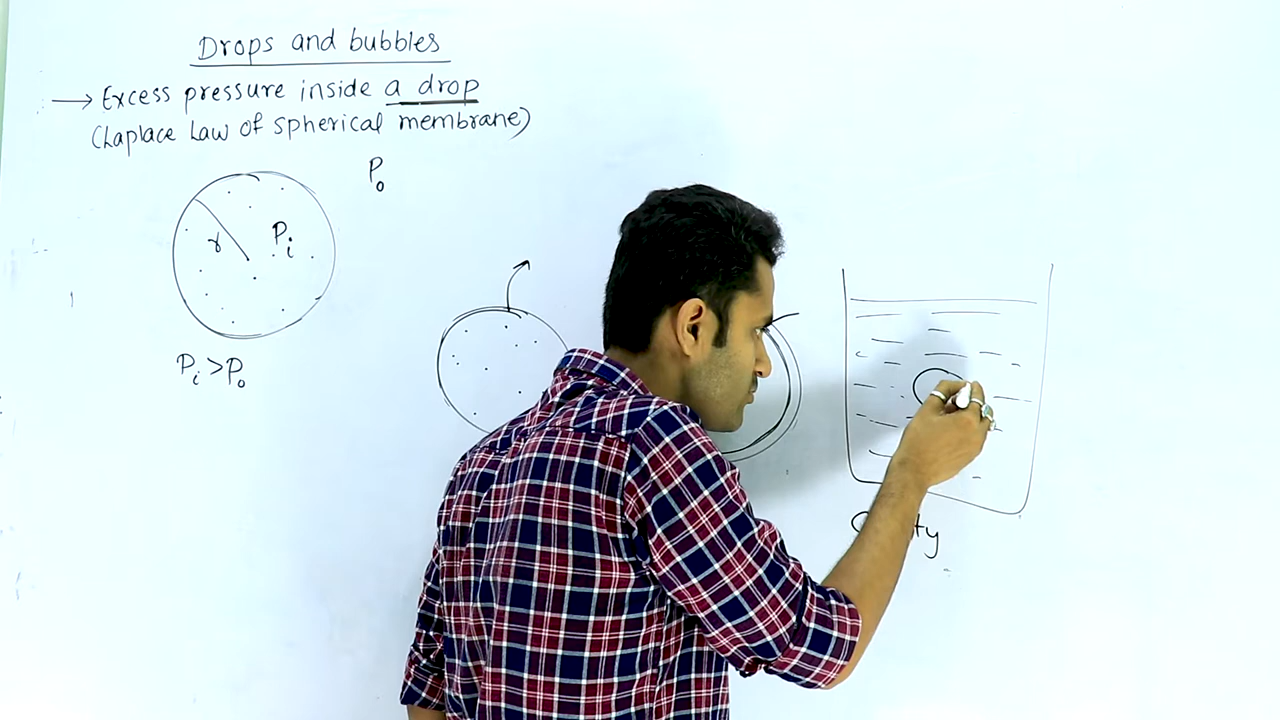 Drops and bubbles
→ Excess pressure inside a drop
(Laplace Law of spherical membrane)
P₀
r
Pᵢ
Pᵢ > P₀